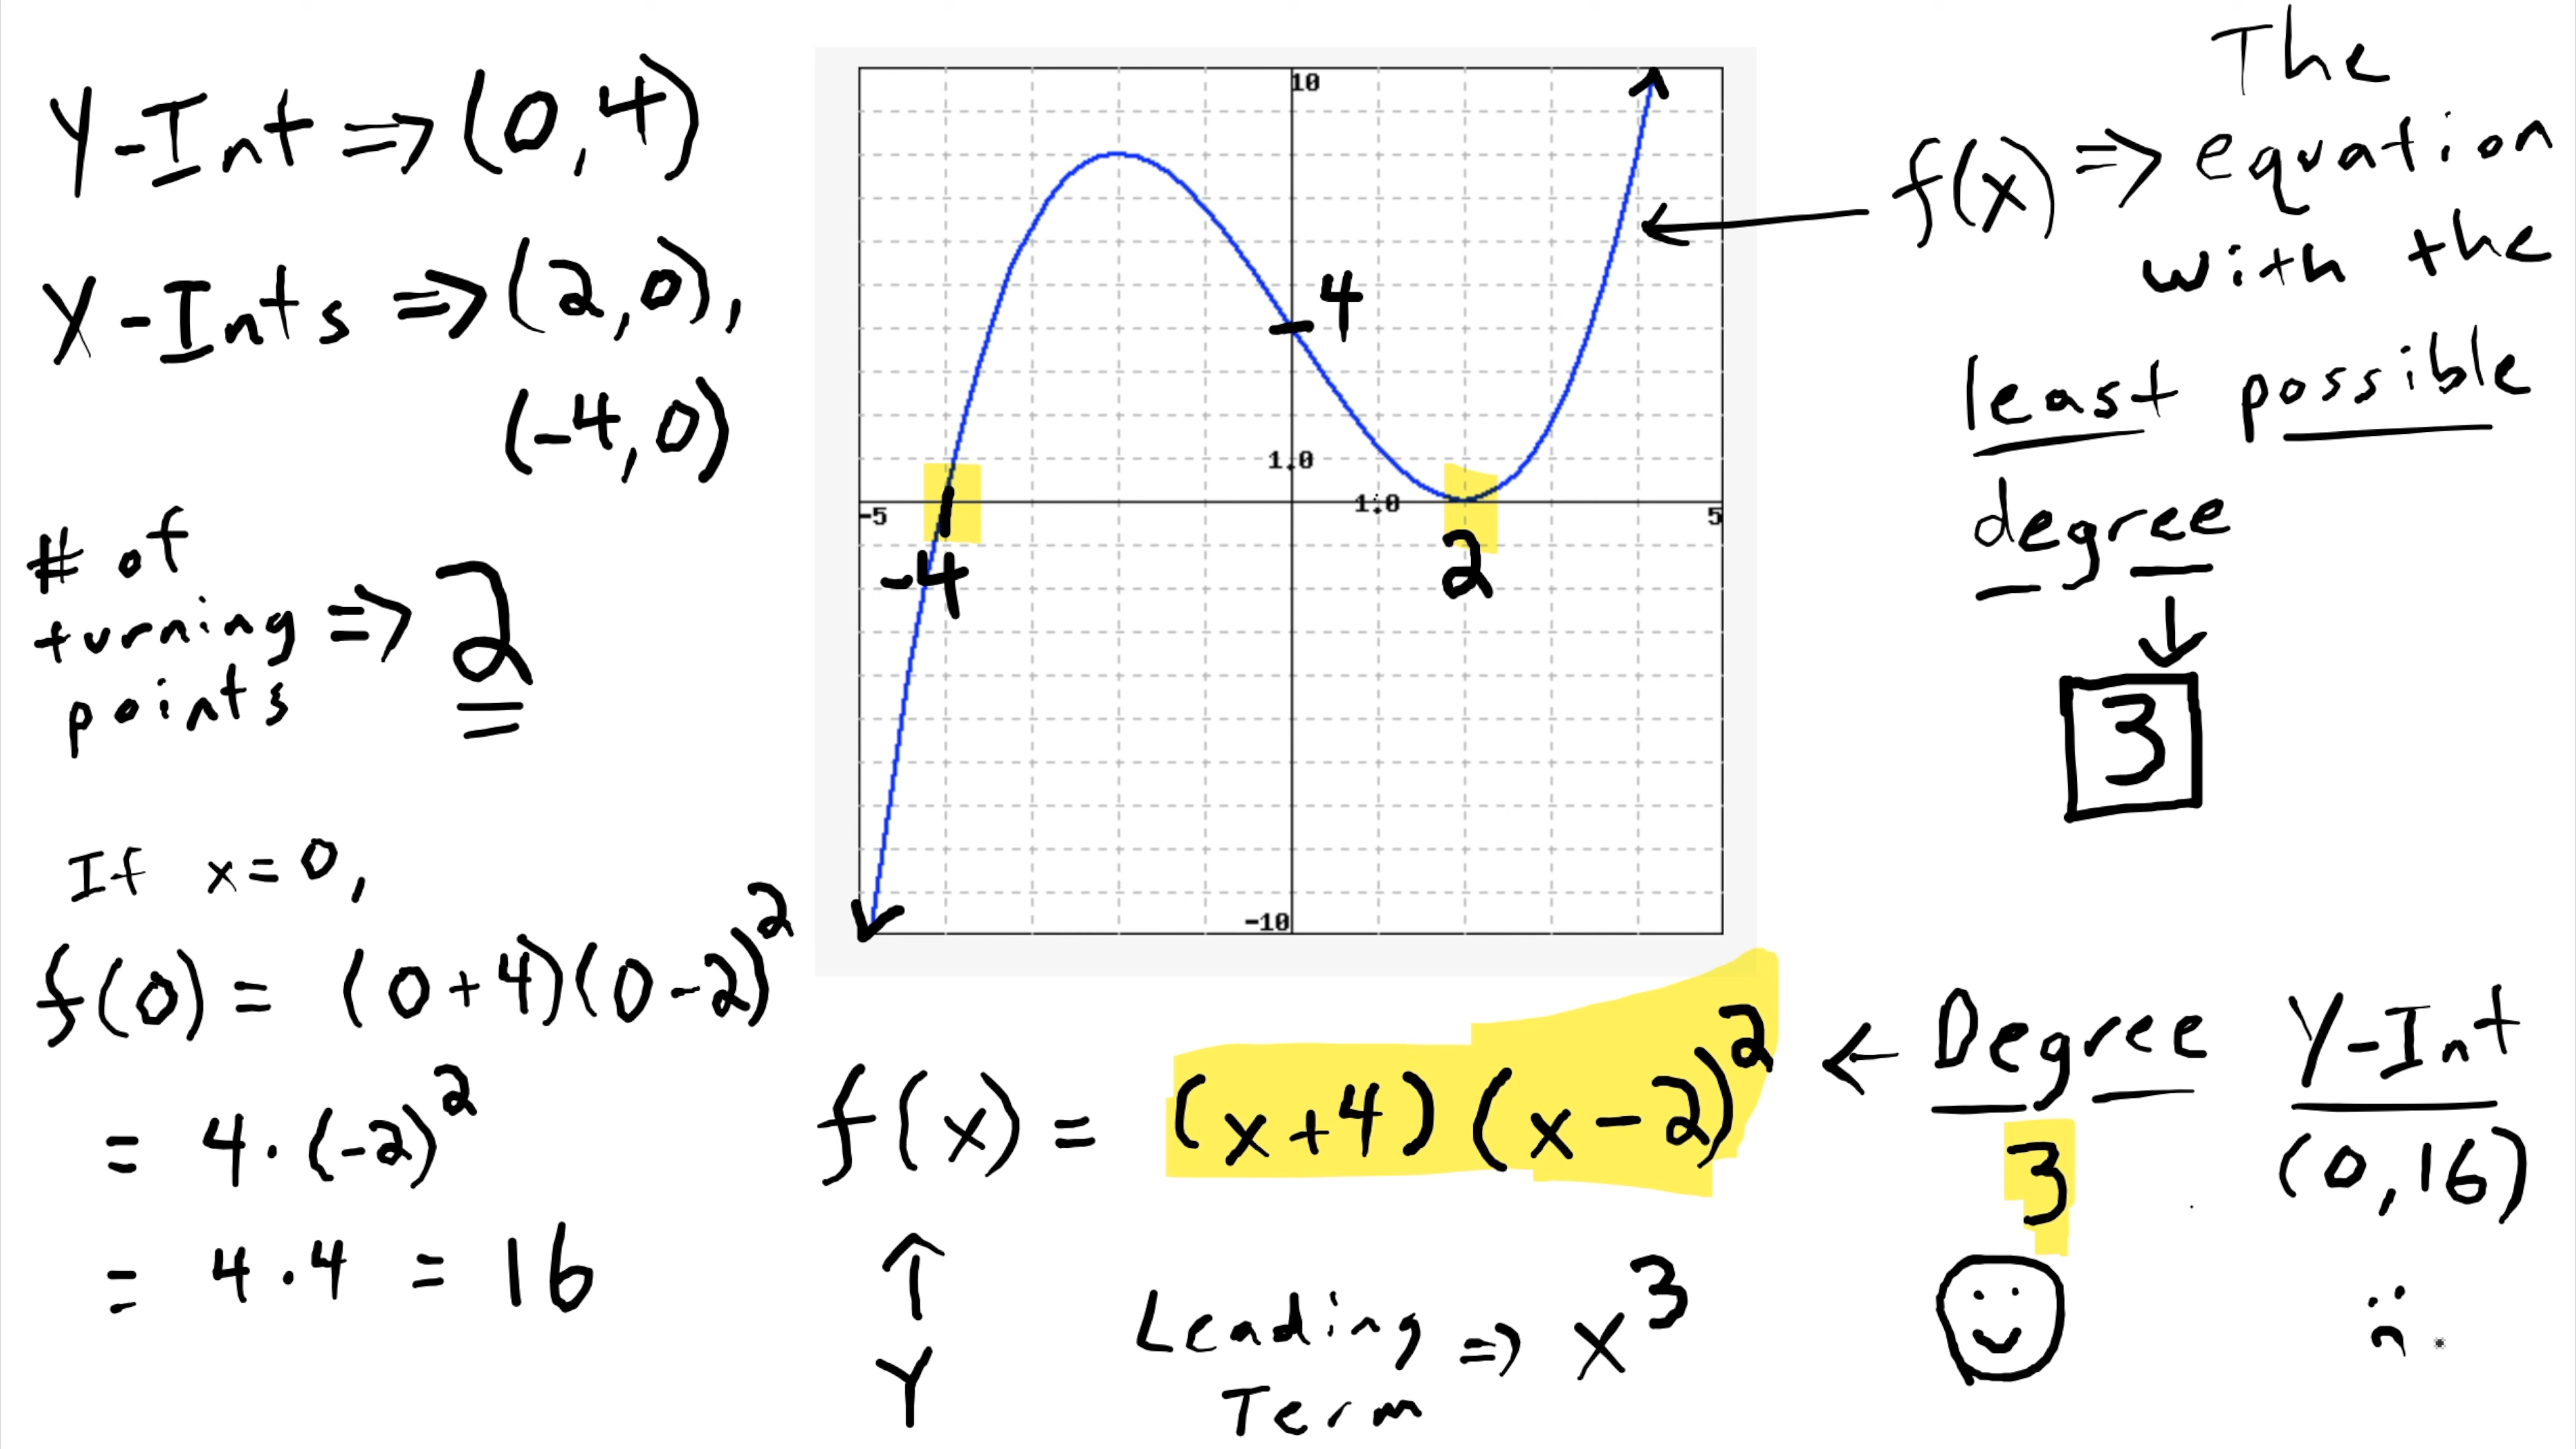 Y-Int => (0,4)
X-Ints => (2,0),
(-4,0)
# of
turning => 2
points
If x=0,
f(0) = (0+4)(0-2)²
= 4·(-2)²
= 4·4 = 16
10
4
1.0
1.0
-5
5
-4
2
-10
The
f(x) => equation
with the
least possible
degree
↓
3
f(x) = (x+4)(x-2)² ← Degree Y-Int
3 (0,16)
↑
Y
Leading => x³
Term